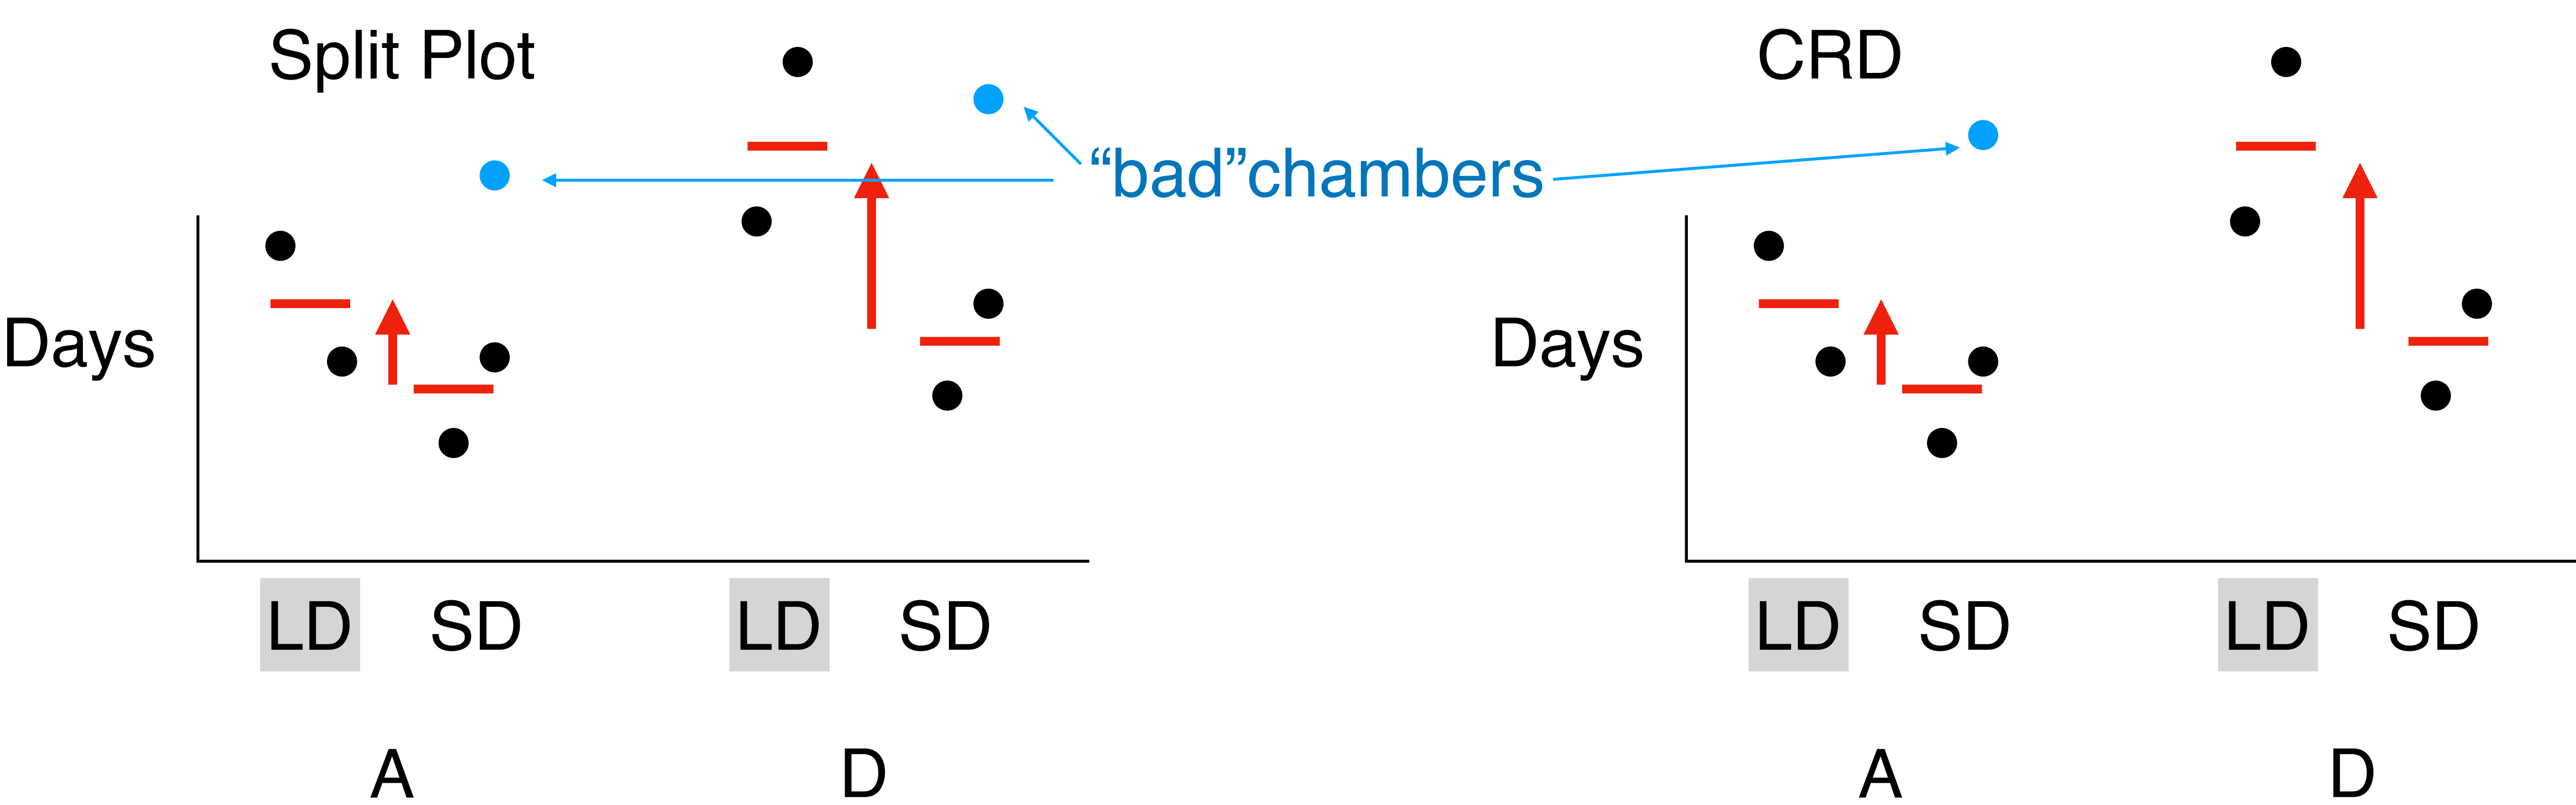 Split Plot
CRD
“bad”chambers
Days
Days
LD SD LD SD
LD SD LD SD
A D
A D